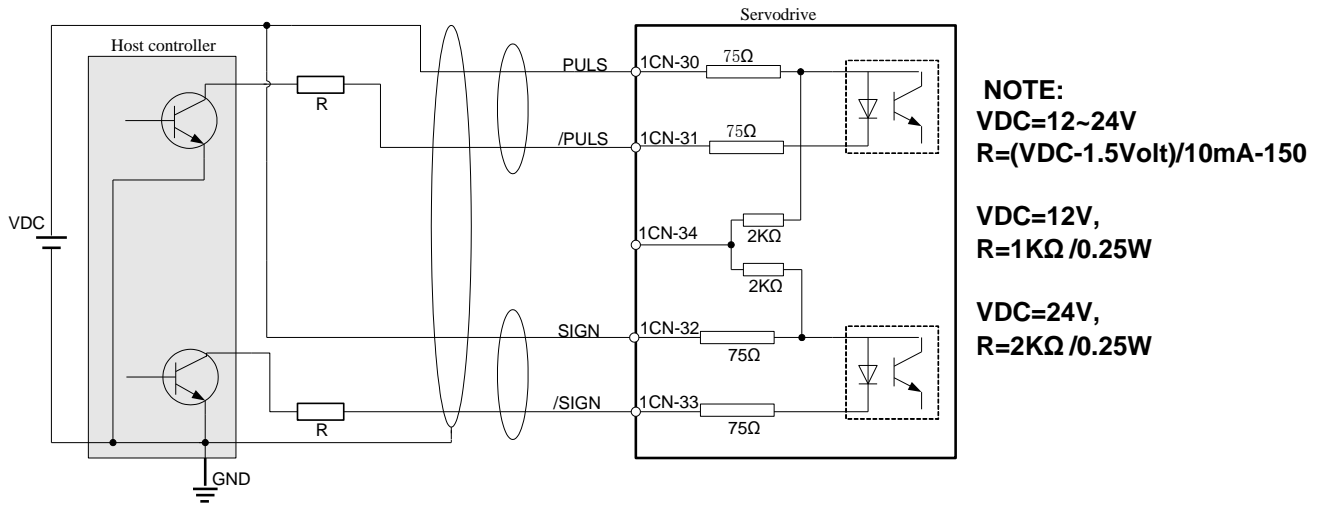 Servodrive
Host controller
PULS
1CN-30
75Ω
R
/PULS
1CN-31
75Ω
VDC
1CN-34
2KΩ
2KΩ
SIGN
1CN-32
75Ω
/SIGN
1CN-33
75Ω
R
GND
NOTE:
VDC=12~24V
R=(VDC-1.5Volt)/10mA-150
VDC=12V,
R=1KΩ /0.25W
VDC=24V,
R=2KΩ /0.25W